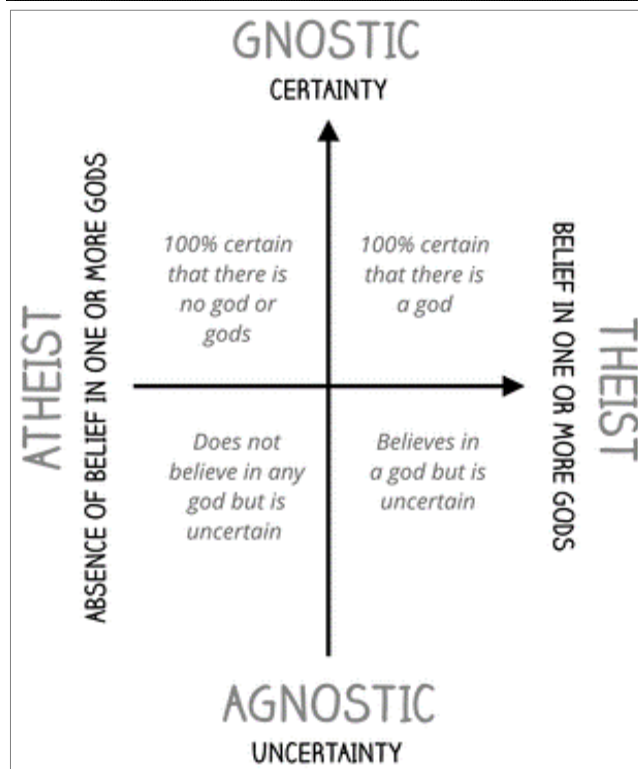 GNOSTIC
CERTAINTY
ATHEIST
ABSENCE OF BELIEF IN ONE OR MORE GODS
100% certain
that there is
no god or
gods
100% certain
that there is
a god
Does not
believe in any
god but is
uncertain
Believes in
a god but is
uncertain
BELIEF IN ONE OR MORE GODS
THEIST
AGNOSTIC
UNCERTAINTY